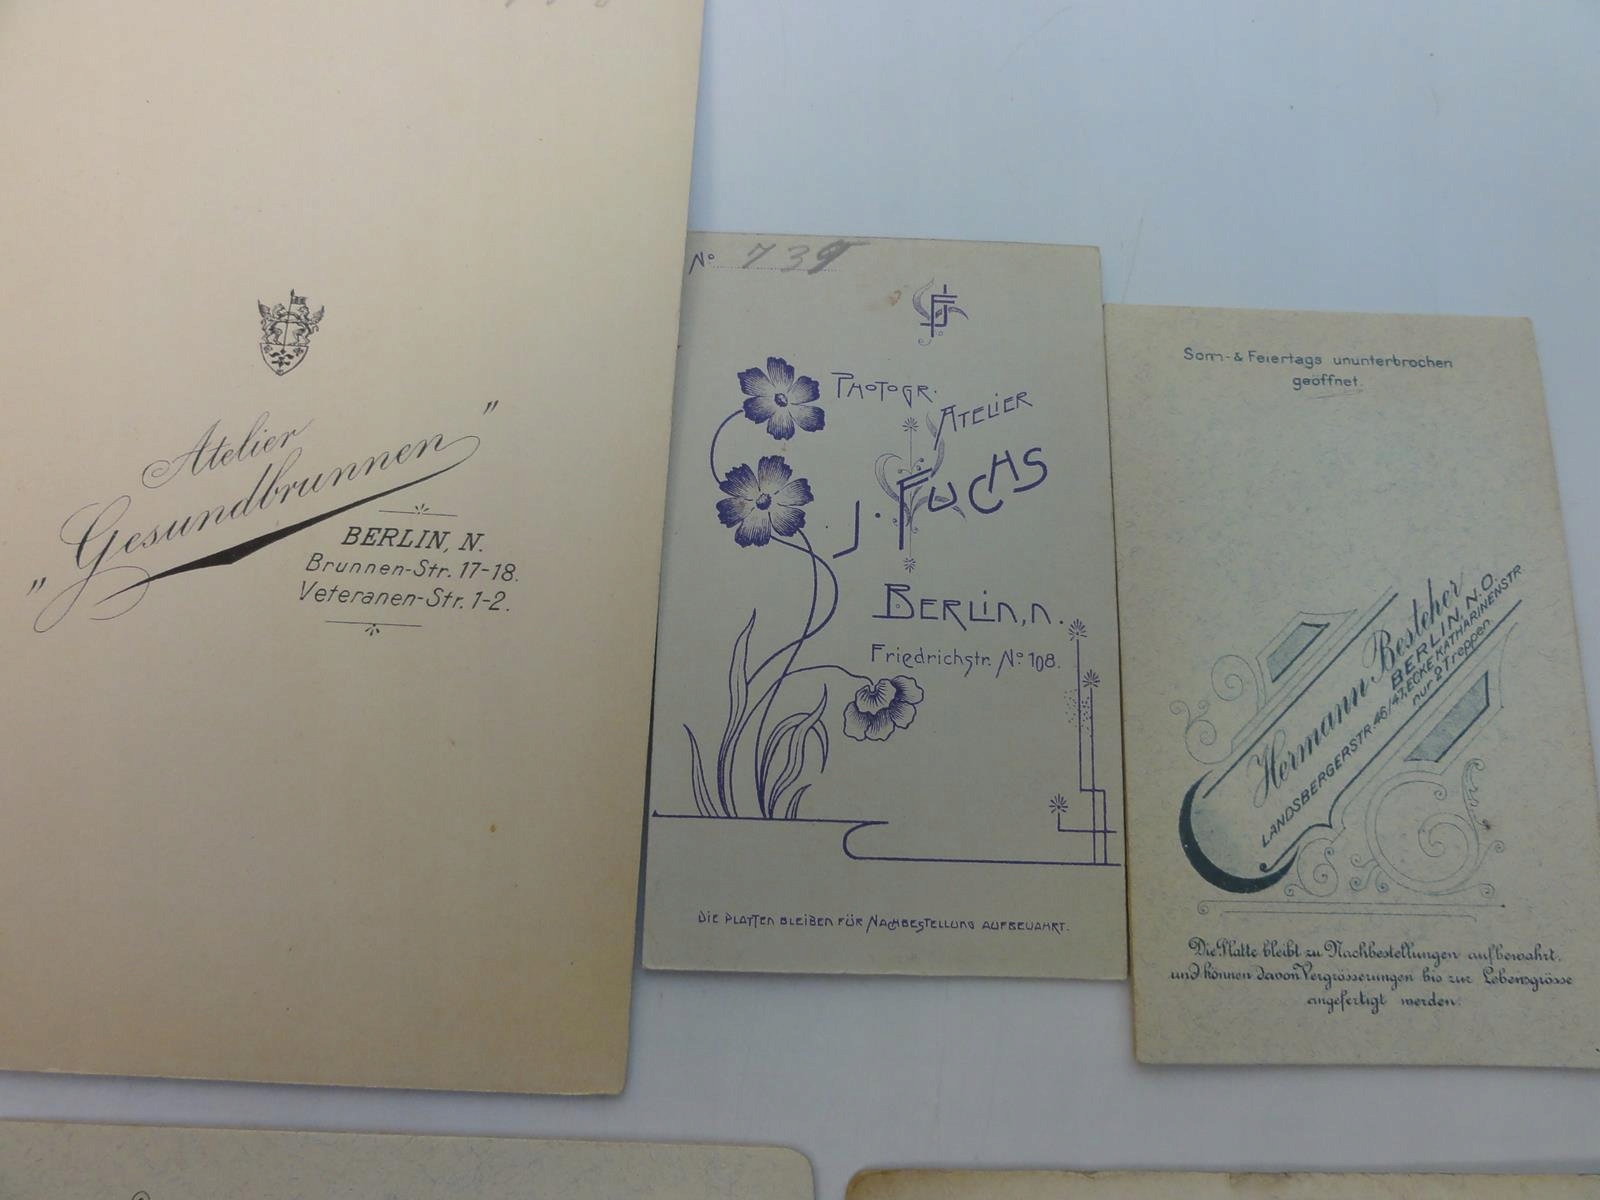 Atelier
„Gesundbrunnen”
BERLIN, N.
Brunnen-Str. 17-18.
Veteranen-Str. 1-2.
No 739
JF
PHOTOGR.
ATELIER
J. FUCHS
BERLIN, N.
Friedrichstr. No 108.
DIE PLATTEN BLEIBEN FÜR NACHBESTELLUNG AUFBEWAHRT.
Sonn- & Feiertags ununterbrochen
geöffnet.
Hermann Bestcher
BERLIN, N.O.
LANDSBERGERSTR. 46/47, ECKE KATHARINENSTR
nur 2 Treppen
Die Platte bleibt zu Nachbestellungen aufbewahrt,
und können davon Vergrösserungen bis zur Lebensgrösse
angefertigt werden.